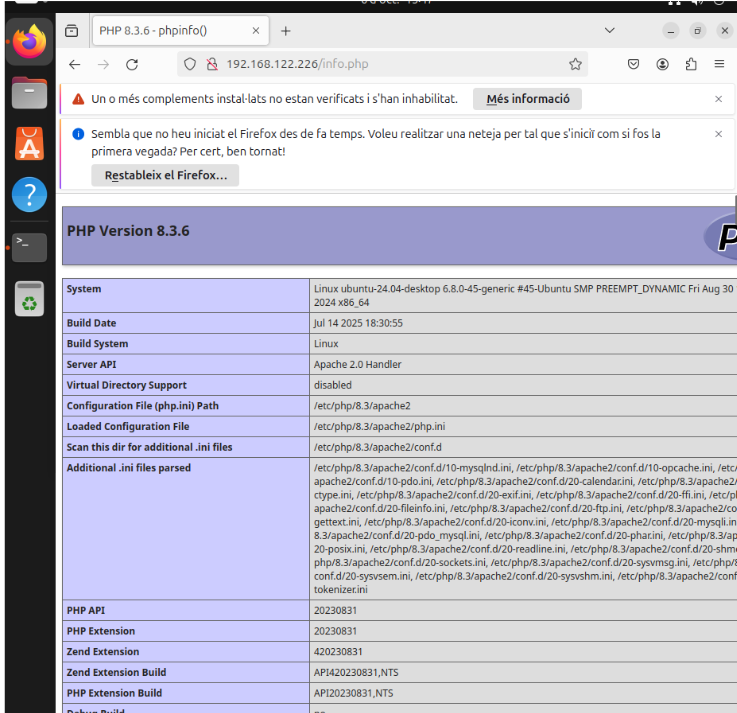 PHP 8.3.6 - phpinfo()
192.168.122.226/info.php
Un o més complements instal·lats no estan verificats i s'han inhabilitat.
Més informació
Sembla que no heu iniciat el Firefox des de fa temps. Voleu realitzar una neteja per tal que s'iniciï com si fos la
primera vegada? Per cert, ben tornat!
Restableix el Firefox...
PHP Version 8.3.6
System
Linux ubuntu-24.04-desktop 6.8.0-45-generic #45-Ubuntu SMP PREEMPT_DYNAMIC Fri Aug 30
2024 x86_64
Build Date
Jul 14 2025 18:30:55
Build System
Linux
Server API
Apache 2.0 Handler
Virtual Directory Support
disabled
Configuration File (php.ini) Path
/etc/php/8.3/apache2
Loaded Configuration File
/etc/php/8.3/apache2/php.ini
Scan this dir for additional .ini files
/etc/php/8.3/apache2/conf.d
Additional .ini files parsed
/etc/php/8.3/apache2/conf.d/10-mysqlnd.ini, /etc/php/8.3/apache2/conf.d/10-opcache.ini, /etc/
apache2/conf.d/10-pdo.ini, /etc/php/8.3/apache2/conf.d/20-calendar.ini, /etc/php/8.3/apache2/
ctype.ini, /etc/php/8.3/apache2/conf.d/20-exif.ini, /etc/php/8.3/apache2/conf.d/20-ffi.ini, /etc/p
apache2/conf.d/20-fileinfo.ini, /etc/php/8.3/apache2/conf.d/20-ftp.ini, /etc/php/8.3/apache2/co
gettext.ini, /etc/php/8.3/apache2/conf.d/20-iconv.ini, /etc/php/8.3/apache2/conf.d/20-mysqli.in
8.3/apache2/conf.d/20-pdo_mysql.ini, /etc/php/8.3/apache2/conf.d/20-phar.ini, /etc/php/8.3/ap
20-posix.ini, /etc/php/8.3/apache2/conf.d/20-readline.ini, /etc/php/8.3/apache2/conf.d/20-shm
php/8.3/apache2/conf.d/20-sockets.ini, /etc/php/8.3/apache2/conf.d/20-sysvmsg.ini, /etc/php/8
conf.d/20-sysvsem.ini, /etc/php/8.3/apache2/conf.d/20-sysvshm.ini, /etc/php/8.3/apache2/conf
tokenizer.ini
PHP API
20230831
PHP Extension
20230831
Zend Extension
420230831
Zend Extension Build
API420230831,NTS
PHP Extension Build
API20230831,NTS
Debug Build
no